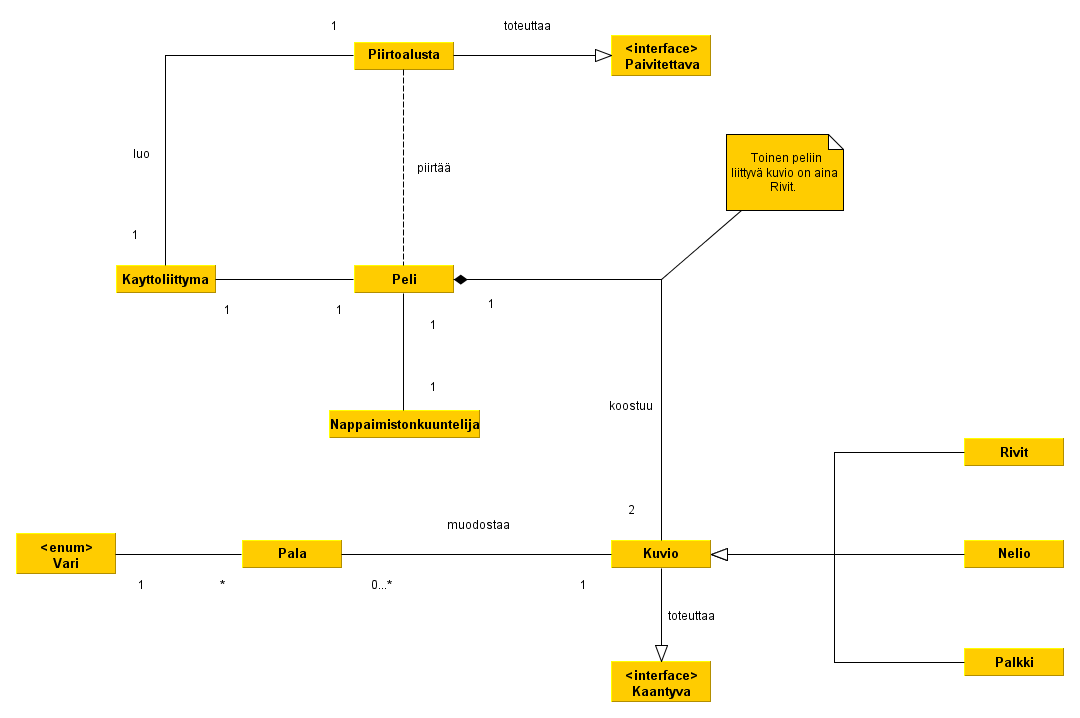 1
toteuttaa
Piirtoalusta
<interface>
Paivitettava
luo
piirtää
Toinen peliin
liittyvä kuvio on aina
Rivit.
1
Kayttoliittyma
Peli
1
1
1
1
1
koostuu
Nappaimistonkuuntelija
Rivit
2
muodostaa
<enum>
Vari
Pala
Kuvio
Nelio
1
*
0...*
1
toteuttaa
<interface>
Kaantyva
Palkki